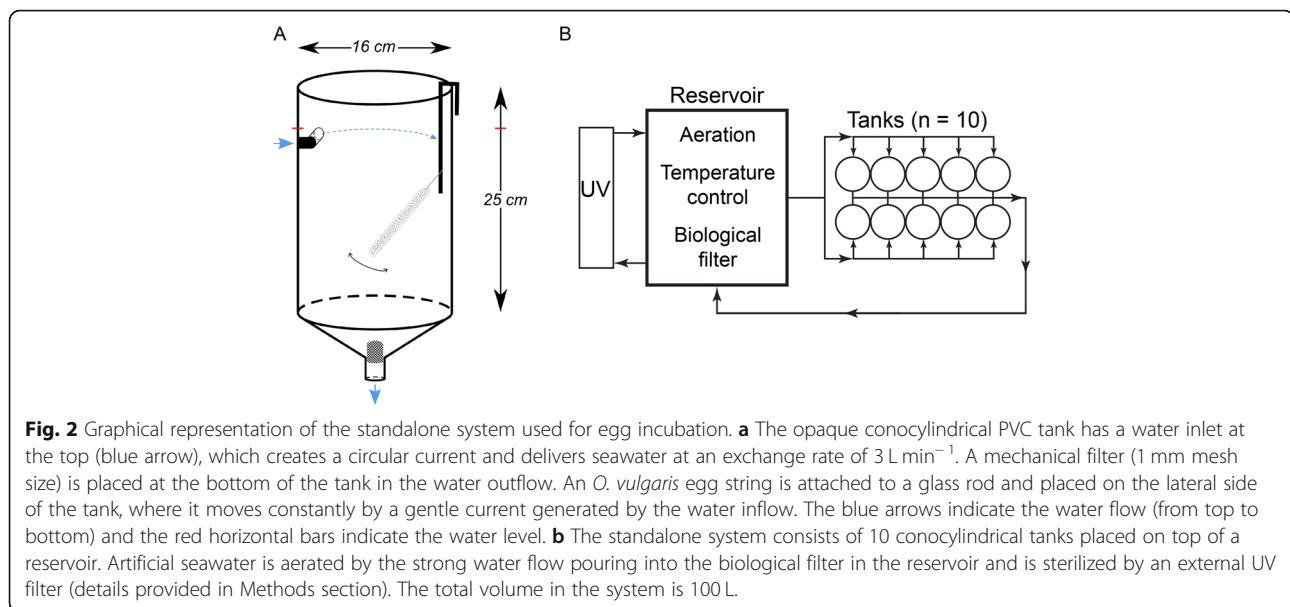 A
16 cm
25 cm
B
Reservoir
Aeration
Temperature
control
Biological
filter
UV
Tanks (n = 10)
Fig. 2 Graphical representation of the standalone system used for egg incubation. a The opaque conocylindrical PVC tank has a water inlet at
the top (blue arrow), which creates a circular current and delivers seawater at an exchange rate of 3 L min⁻¹. A mechanical filter (1 mm mesh
size) is placed at the bottom of the tank in the water outflow. An O. vulgaris egg string is attached to a glass rod and placed on the lateral side
of the tank, where it moves constantly by a gentle current generated by the water inflow. The blue arrows indicate the water flow (from top to
bottom) and the red horizontal bars indicate the water level. b The standalone system consists of 10 conocylindrical tanks placed on top of a
reservoir. Artificial seawater is aerated by the strong water flow pouring into the biological filter in the reservoir and is sterilized by an external UV
filter (details provided in Methods section). The total volume in the system is 100 L.